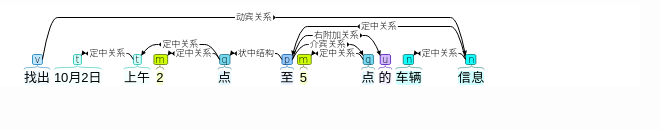 动宾关系
定中关系
右附加关系
定中关系 介宾关系
定中关系 定中关系 状中结构 定中关系 定中关系
v t t m q p m q u n n
找出 10月2日 上午 2 点 至 5 点 的 车辆 信息